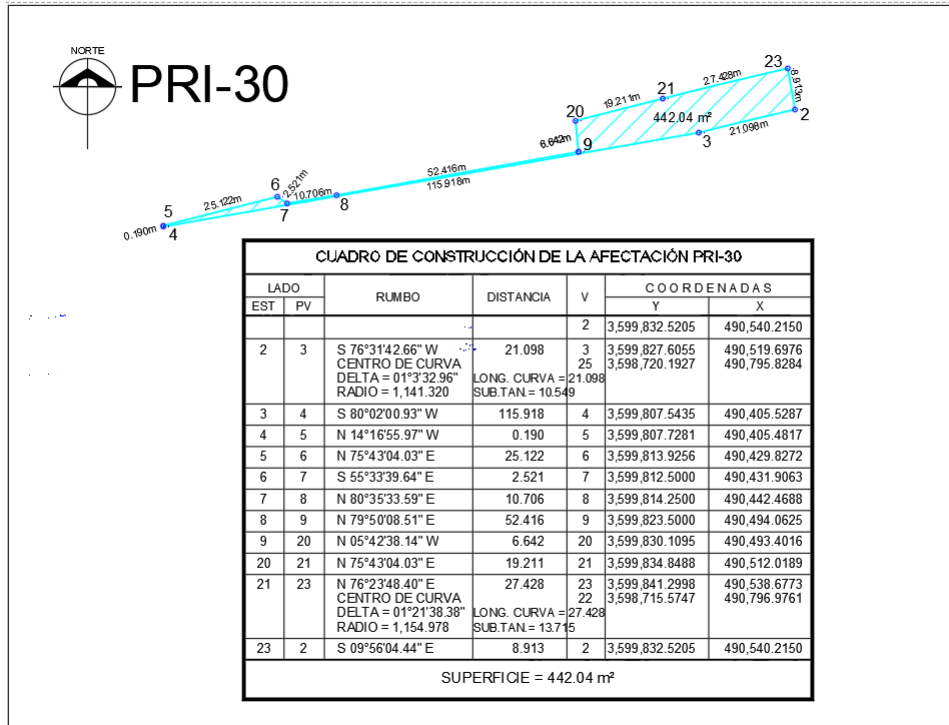 NORTE
PRI-30
23
27.428m
8.913m
21
19.211m
20
2
442.04 m²
21.098m
3
6.642m
9
52.416m
115.918m
6
2.521m
25.122m
10.706m
8
7
5
0.190m
4
CUADRO DE CONSTRUCCIÓN DE LA AFECTACIÓN PRI-30
LADO RUMBO DISTANCIA V COORDENADAS
EST PV Y X
2 3,599,832.5205 490,540.2150
2 3 S 76°31'42.66" W 21.098 3 3,599,827.6055 490,519.6976
CENTRO DE CURVA 25 3,598,720.1927 490,795.8284
DELTA = 01°3'32.96" LONG. CURVA = 21.098
RADIO = 1,141.320 SUB.TAN.= 10.549
3 4 S 80°02'00.93" W 115.918 4 3,599,807.5435 490,405.5287
4 5 N 14°16'55.97" W 0.190 5 3,599,807.7281 490,405.4817
5 6 N 75°43'04.03" E 25.122 6 3,599,813.9256 490,429.8272
6 7 S 55°33'39.64" E 2.521 7 3,599,812.5000 490,431.9063
7 8 N 80°35'33.59" E 10.706 8 3,599,814.2500 490,442.4688
8 9 N 79°50'08.51" E 52.416 9 3,599,823.5000 490,494.0625
9 20 N 05°42'38.14" W 6.642 20 3,599,830.1095 490,493.4016
20 21 N 75°43'04.03" E 19.211 21 3,599,834.8488 490,512.0189
21 23 N 76°23'48.40" E 27.428 23 3,599,841.2998 490,538.6773
CENTRO DE CURVA 22 3,598,715.5747 490,796.9761
DELTA = 01°21'38.38" LONG. CURVA = 27.428
RADIO = 1,154.978 SUB.TAN.= 13.715
23 2 S 09°56'04.44" E 8.913 2 3,599,832.5205 490,540.2150
SUPERFICIE = 442.04 m²